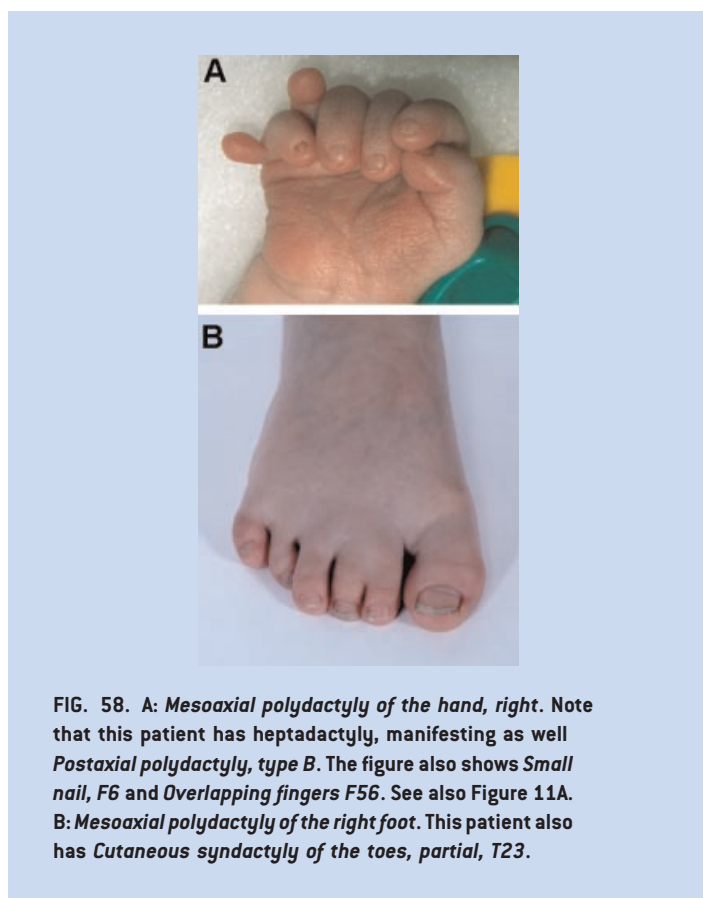 A
B
FIG. 58. A: Mesoaxial polydactyly of the hand, right. Note
that this patient has heptadactyly, manifesting as well
Postaxial polydactyly, type B. The figure also shows Small
nail, F6 and Overlapping fingers F56. See also Figure 11A.
B: Mesoaxial polydactyly of the right foot. This patient also
has Cutaneous syndactyly of the toes, partial, T23.